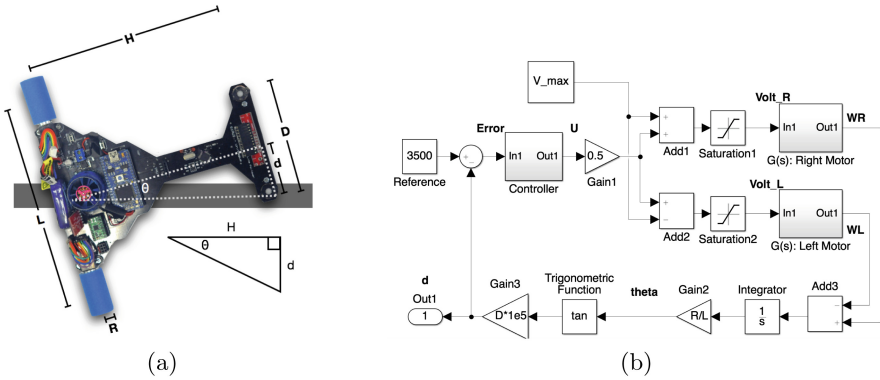 H
D
d
θ
L
H
θ
d
R
(a)
V_max
Volt_R
WR
Error
U
+
+
In1 Out1
3500
+
−
In1 Out1
0.5
Add1
Saturation1
G(s): Right Motor
Reference
Controller
Gain1
Volt_L
+
−
In1 Out1
WL
Add2
Saturation2
G(s): Left Motor
d
Out1
Gain3
Trigonometric
Function
theta
Gain2
Integrator
Add3
1
D*1e5
tan
R/L
1
s
−
+
(b)